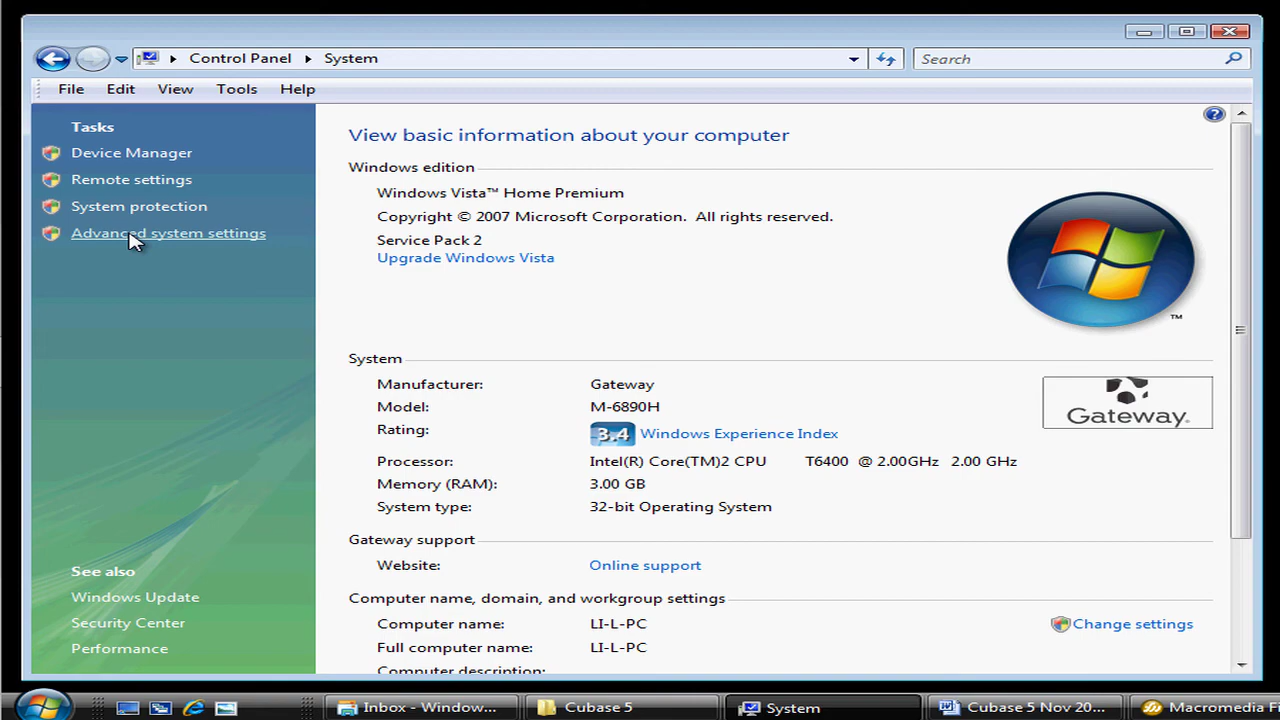 Control Panel
System
Search
File Edit View Tools Help
Tasks
Device Manager
Remote settings
System protection
Advanced system settings
See also
Windows Update
Security Center
Performance
View basic information about your computer
Windows edition
Windows Vista™ Home Premium
Copyright © 2007 Microsoft Corporation. All rights reserved.
Service Pack 2
Upgrade Windows Vista
TM
System
Manufacturer: Gateway
Model: M-6890H
Rating: 3.4 Windows Experience Index
Gateway.
Processor: Intel(R) Core(TM)2 CPU T6400 @ 2.00GHz 2.00 GHz
Memory (RAM): 3.00 GB
System type: 32-bit Operating System
Gateway support
Website: Online support
Computer name, domain, and workgroup settings
Computer name: LI-L-PC
Change settings
Full computer name: LI-L-PC
Computer description:
Inbox - Window...
Cubase 5
System
Cubase 5 Nov 20...
Macromedia F